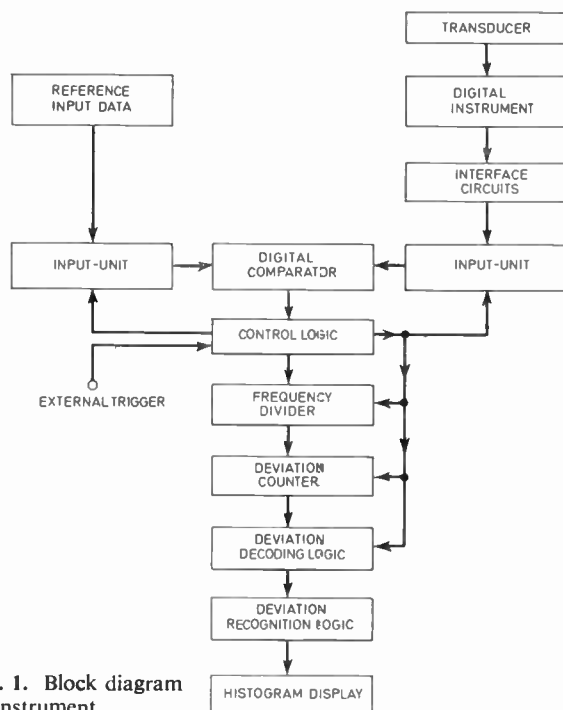 TRANSDUCER
REFERENCE
INPUT DATA
DIGITAL
INSTRUMENT
INTERFACE
CIRCUITS
INPUT-UNIT
DIGITAL
COMPARATOR
INPUT-UNIT
CONTROL LOGIC
EXTERNAL TRIGGER
FREQUENCY
DIVIDER
DEVIATION
COUNTER
DEVIATION
DECODING LOGIC
DEVIATION
RECOGNITION LOGIC
. 1. Block diagram
instrument
HISTOGRAM DISPLAY